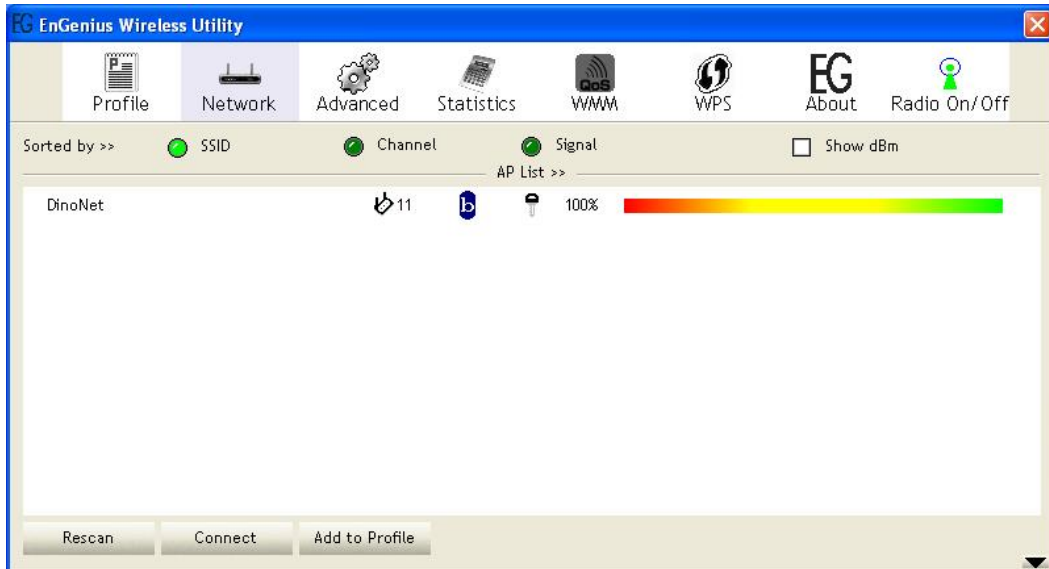 EG EnGenius Wireless Utility
P
QoS
EG
Profile Network Advanced Statistics WMM WPS About Radio On/Off
Sorted by >> SSID Channel Signal Show dBm
AP List >>
DinoNet 11 b 100%
Rescan Connect Add to Profile